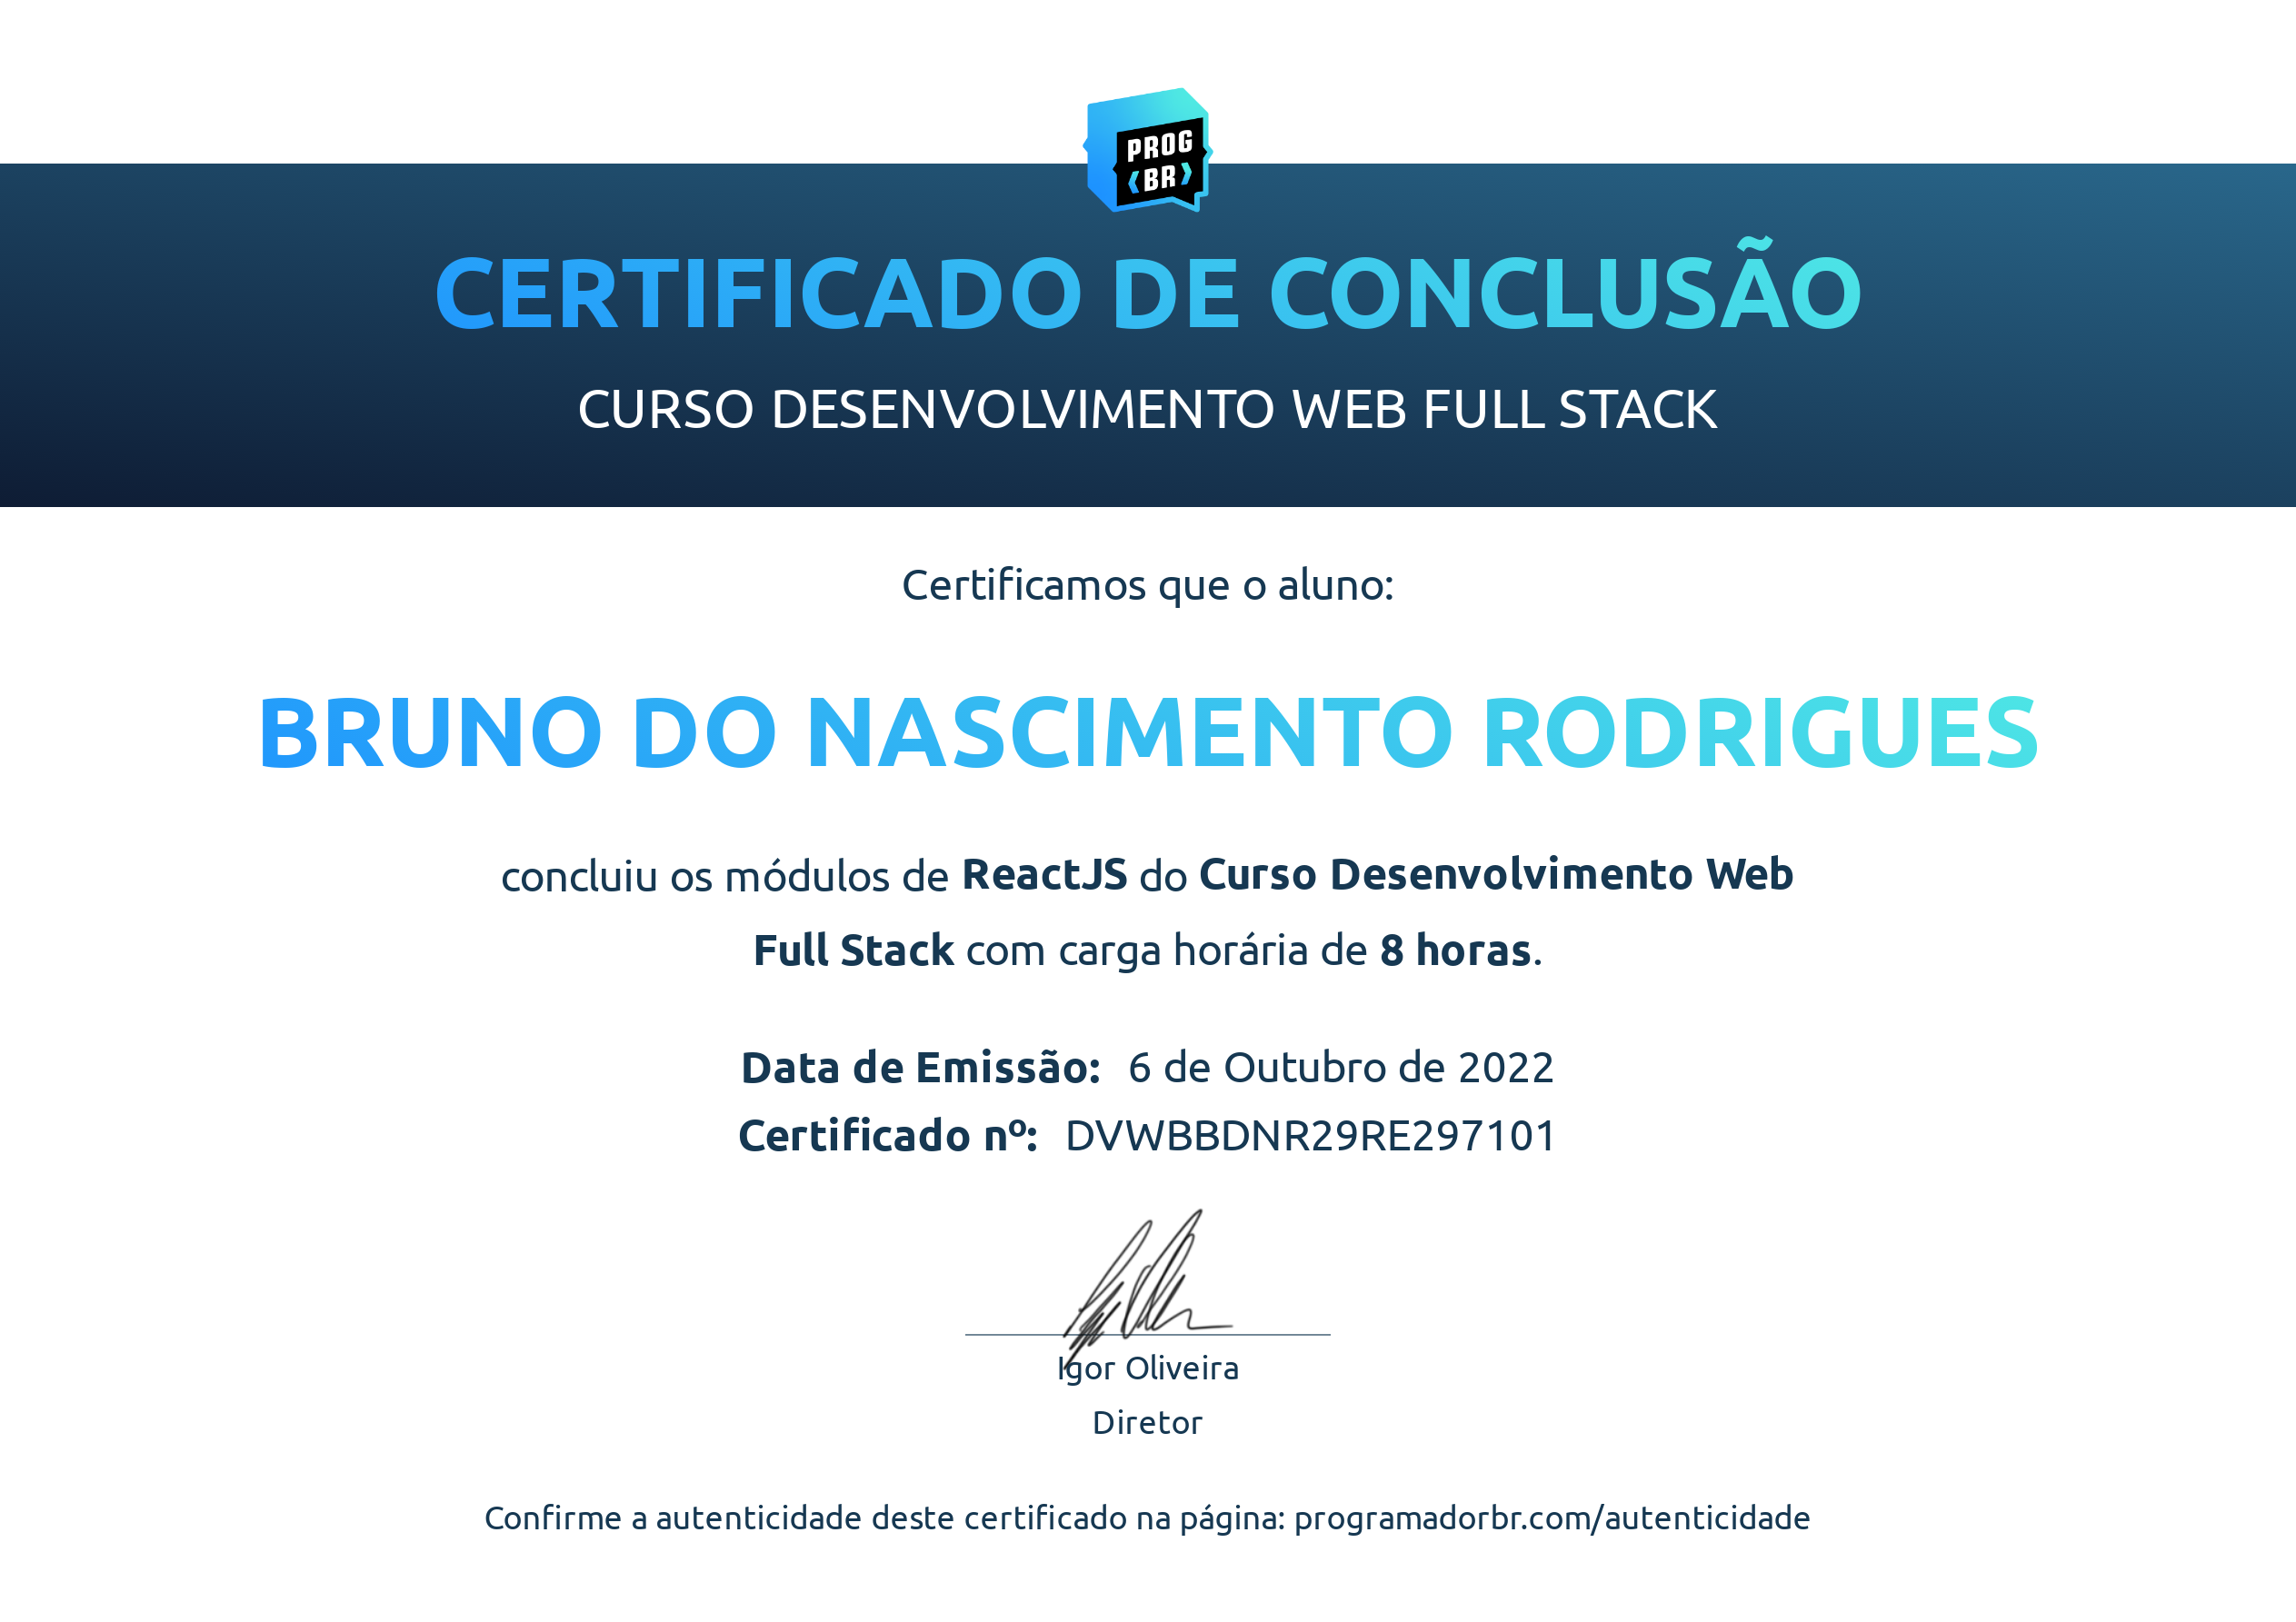 PROG
BR
CERTIFICADO DE CONCLUSÃO
CURSO DESENVOLVIMENTO WEB FULL STACK
Certificamos que o aluno:
BRUNO DO NASCIMENTO RODRIGUES
concluiu os módulos de ReactJS do Curso Desenvolvimento Web
Full Stack com carga horária de 8 horas.
Data de Emissão: 6 de Outubro de 2022
Certificado nº: DVWBBDNR29RE297101
Igor Oliveira
Diretor
Confirme a autenticidade deste certificado na página: programadorbr.com/autenticidade